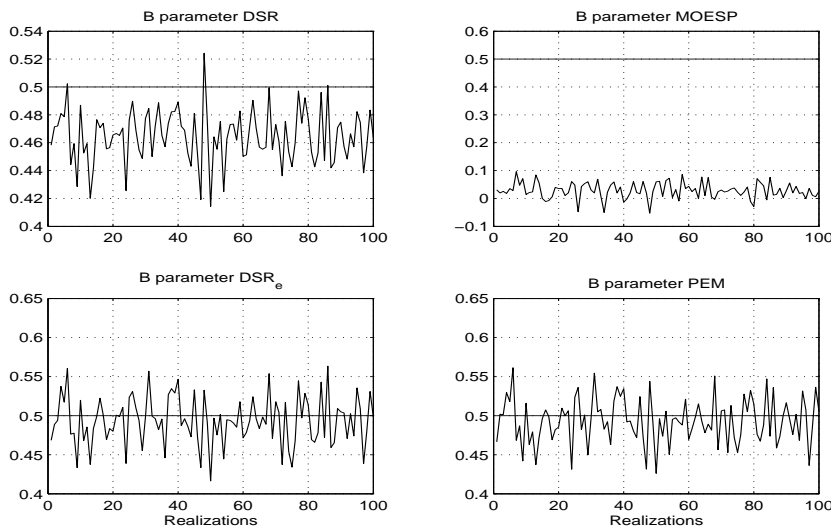 B parameter DSR
0.54
0.52
0.5
0.48
0.46
0.44
0.42
0.4
0 20 40 60 80 100
B parameter MOESP
0.6
0.5
0.4
0.3
0.2
0.1
0
−0.1
0 20 40 60 80 100
B parameter DSRe
0.65
0.6
0.55
0.5
0.45
0.4
0 20 40 60 80 100
Realizations
B parameter PEM
0.65
0.6
0.55
0.5
0.45
0.4
0 20 40 60 80 100
Realizations